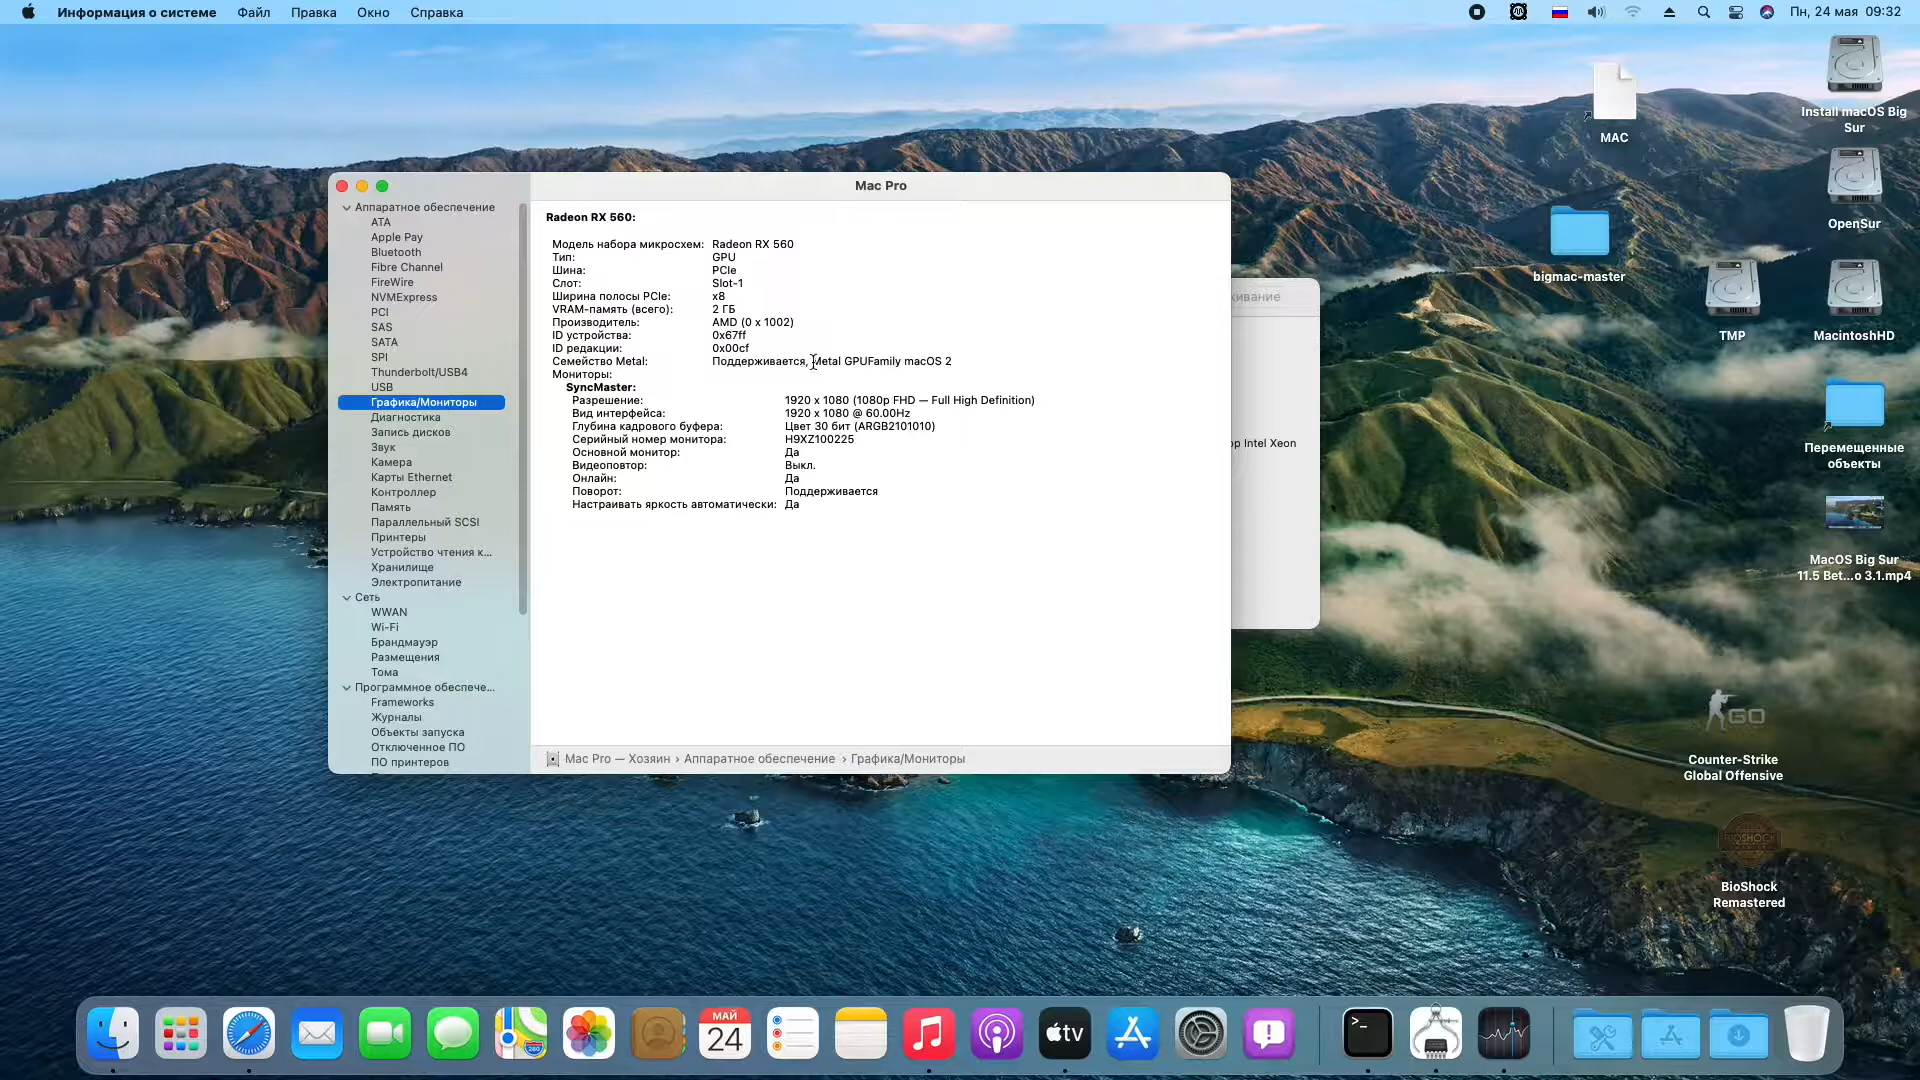 Информация о системе Файл Правка Окно Справка Пн, 24 мая 09:32
Mac Pro
Аппаратное обеспечение
ATA
Apple Pay
Bluetooth
Fibre Channel
FireWire
NVMExpress
PCI
SAS
SATA
SPI
Thunderbolt/USB4
USB
Графика/Мониторы
Диагностика
Запись дисков
Звук
Камера
Карты Ethernet
Контроллер
Память
Параллельный SCSI
Принтеры
Устройство чтения к...
Хранилище
Электропитание
Сеть
WWAN
Wi-Fi
Брандмауэр
Размещения
Тома
Программное обеспече...
Frameworks
Журналы
Объекты запуска
Отключенное ПО
ПО принтеров
Radeon RX 560:
Модель набора микросхем: Radeon RX 560
Тип: GPU
Шина: PCIe
Слот: Slot-1
Ширина полосы PCIe: x8
VRAM-память (всего): 2 ГБ
Производитель: AMD (0 x 1002)
ID устройства: 0x67ff
ID редакции: 0x00cf
Семейство Metal: Поддерживается, Metal GPUFamily macOS 2
Мониторы:
SyncMaster:
Разрешение: 1920 x 1080 (1080p FHD — Full High Definition)
Вид интерфейса: 1920 x 1080 @ 60.00Hz
Глубина кадрового буфера: Цвет 30 бит (ARGB2101010)
Серийный номер монитора: H9XZ100225
Основной монитор: Да
Видеоповтор: Выкл.
Онлайн: Да
Поворот: Поддерживается
Настраивать яркость автоматически: Да
Mac Pro — Хозяин › Аппаратное обеспечение › Графика/Мониторы
живание
ор Intel Xeon
MAC
Install macOS Big
Sur
OpenSur
bigmac-master
TMP
MacintoshHD
Перемещенные
объекты
MacOS Big Sur
11.5 Bet...o 3.1.mp4
GO
Counter-Strike
Global Offensive
BIOSHOCK
BioShock
Remastered
280
МАЙ
24
tv
>_